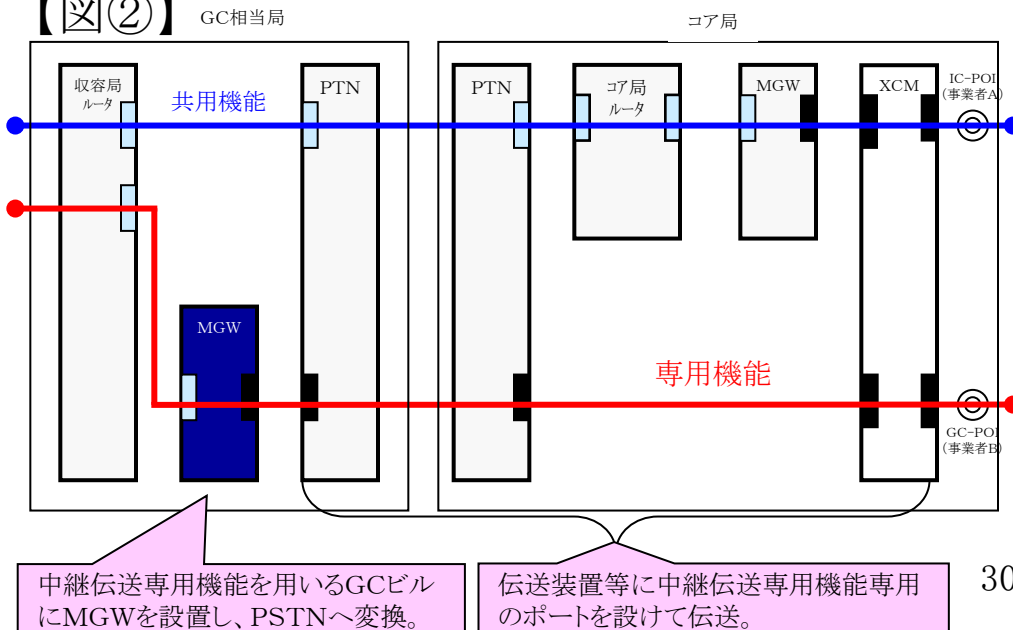 【図②】
GC相当局
コア局
収容局
ルータ
共用機能
PTN
PTN
コア局
ルータ
MGW
XCM
IC-POI
(事業者A)
MGW
専用機能
GC-POI
(事業者B)
中継伝送専用機能を用いるGCビル
にMGWを設置し、PSTNへ変換。
伝送装置等に中継伝送専用機能専用
のポートを設けて伝送。
30